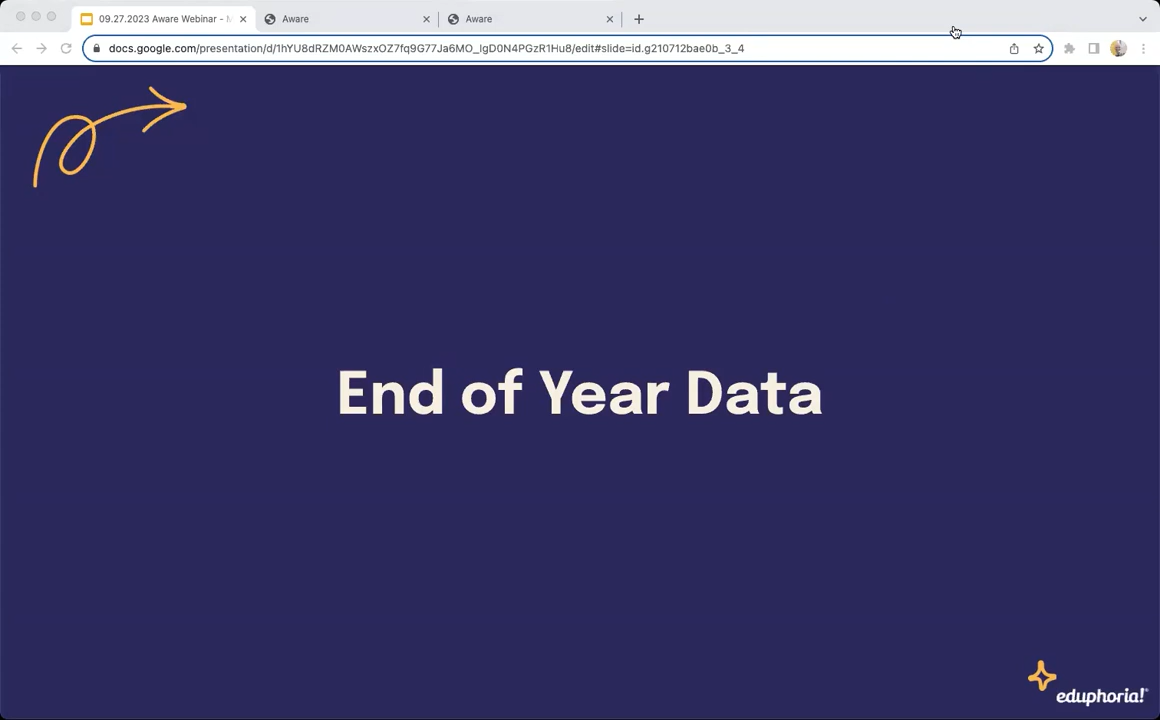 09.27.2023 Aware Webinar -
Aware
Aware
docs.google.com/presentation/d/1hYU8dRZM0AWszxOZ7fq9G77Ja6MO_IgD0N4PGzR1Hu8/edit#slide=id.g210712bae0b_3_4
End of Year Data
eduphoria!®